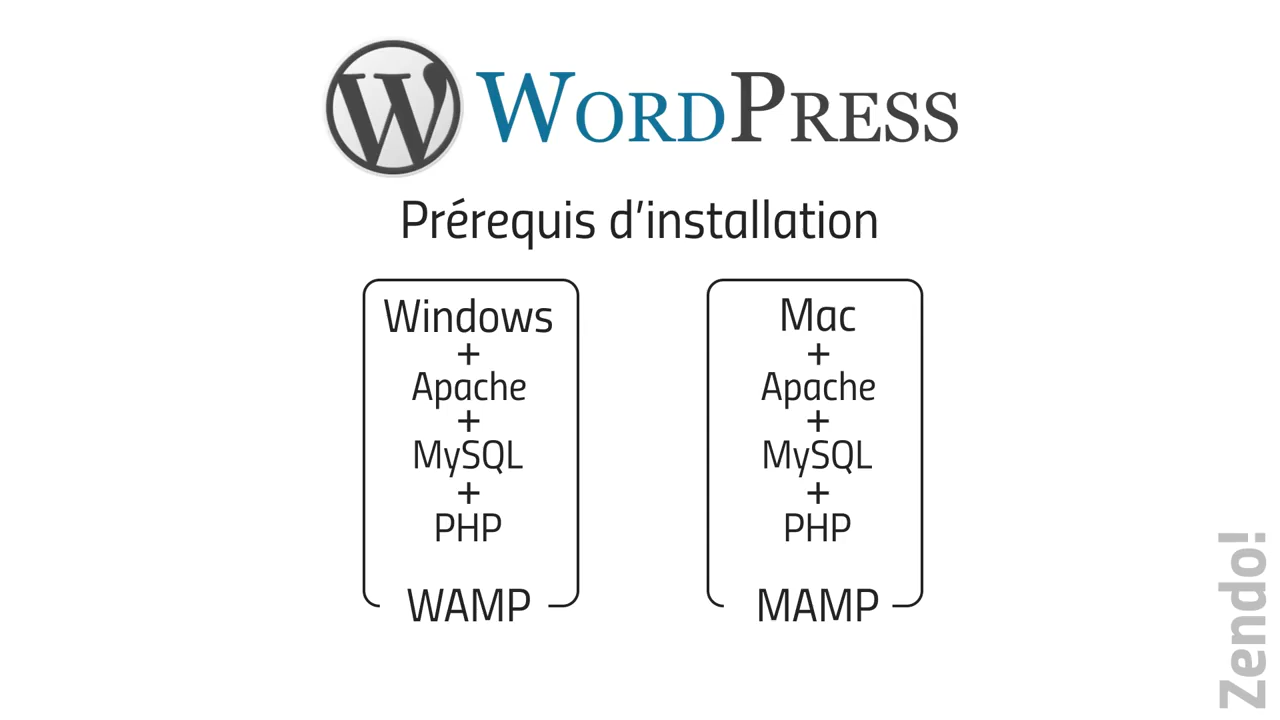 W WORDPRESS
Prérequis d’installation
Windows
+
Apache
+
MySQL
+
PHP
WAMP
Mac
+
Apache
+
MySQL
+
PHP
MAMP
Zendo!